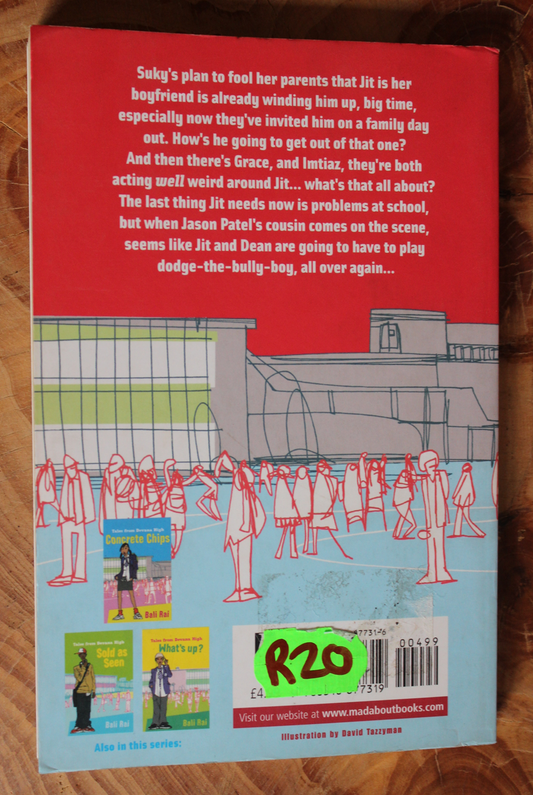 Suky's plan to fool her parents that Jit is her
boyfriend is already winding him up, big time,
especially now they've invited him on a family day
out. How's he going to get out of that one?
And then there's Grace, and Imtiaz, they're both
acting well weird around Jit... what's that all about?
The last thing Jit needs now is problems at school,
but when Jason Patel's cousin comes on the scene,
seems like Jit and Dean are going to have to play
dodge-the-bully-boy, all over again...
Tales from Devana High
Concrete Chips
Bali Rai
Tales from Devana High
Sold as
Seen
Bali Rai
Tales from Devana High
What's up?
Bali Rai
Also in this series:
00499
R20
£4
77319
Visit our website at www.madaboutbooks.com
Illustration by David Tazzyman